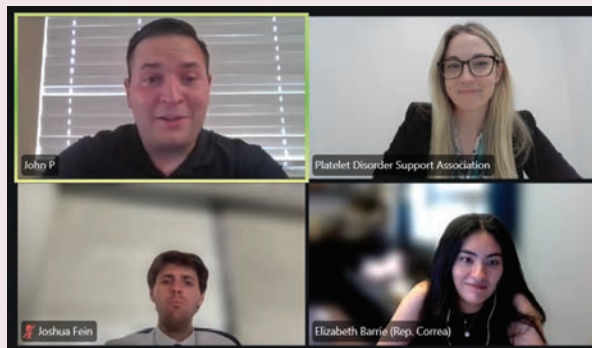 John P
Platelet Disorder Support Association
Joshua Fein
Elizabeth Barrie (Rep. Correa)